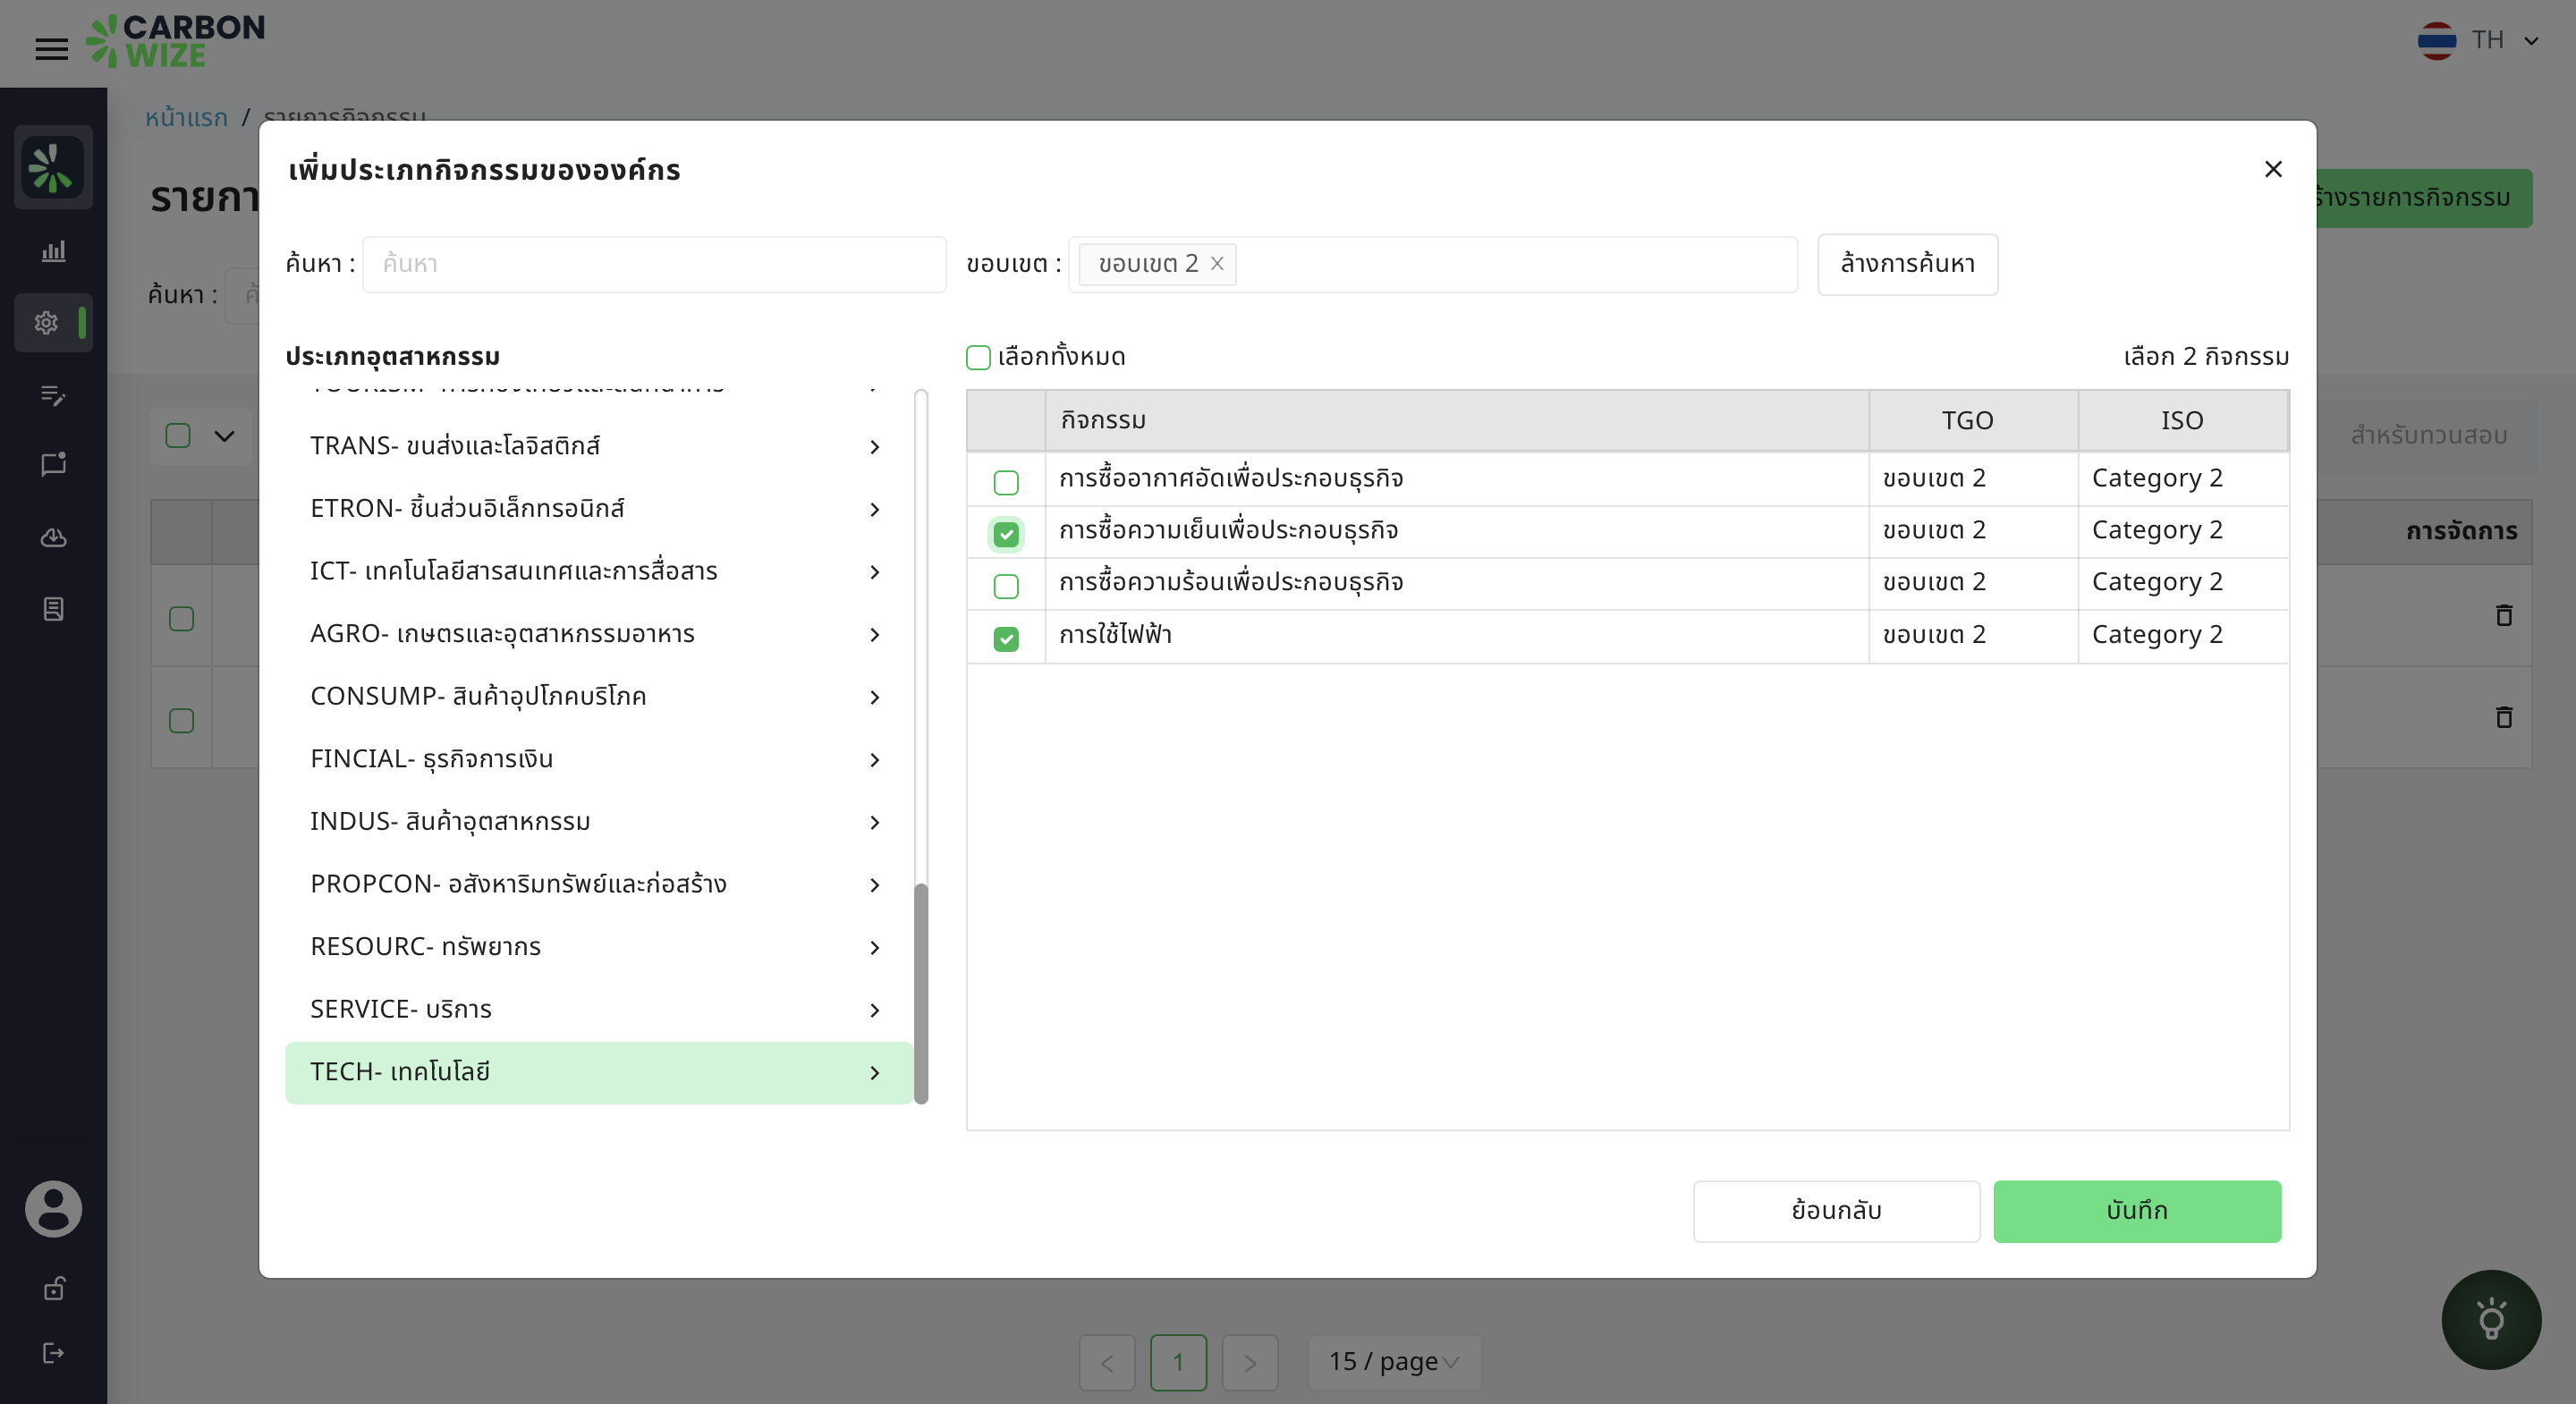 CARBON
WIZE
TH
หน้าแรก / รายการกิจกรรม
เพิ่มประเภทกิจกรรมขององค์กร
ค้นหา : ค้นหา
ขอบเขต : ขอบเขต 2
ล้างการค้นหา
ค้นหา :
ประเภทอุตสาหกรรม
เลือกทั้งหมด
เลือก 2 กิจกรรม
TRANS- ขนส่งและโลจิสติกส์
ETRON- ชิ้นส่วนอิเล็กทรอนิกส์
ICT- เทคโนโลยีสารสนเทศและการสื่อสาร
AGRO- เกษตรและอุตสาหกรรมอาหาร
CONSUMP- สินค้าอุปโภคบริโภค
FINCIAL- ธุรกิจการเงิน
INDUS- สินค้าอุตสาหกรรม
PROPCON- อสังหาริมทรัพย์และก่อสร้าง
RESOURC- ทรัพยากร
SERVICE- บริการ
TECH- เทคโนโลยี
กิจกรรม TGO ISO
การซื้ออากาศอัดเพื่อประกอบธุรกิจ ขอบเขต 2 Category 2
การซื้อความเย็นเพื่อประกอบธุรกิจ ขอบเขต 2 Category 2
การซื้อความร้อนเพื่อประกอบธุรกิจ ขอบเขต 2 Category 2
การใช้ไฟฟ้า ขอบเขต 2 Category 2
สำหรับทวนสอบ
การจัดการ
ย้อนกลับ
บันทึก
1
15 / page